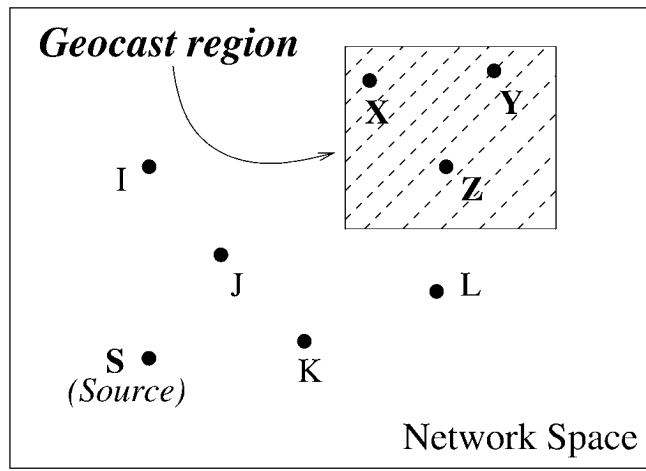 Geocast region
X
Y
I
Z
J
L
S
(Source)
K
Network Space